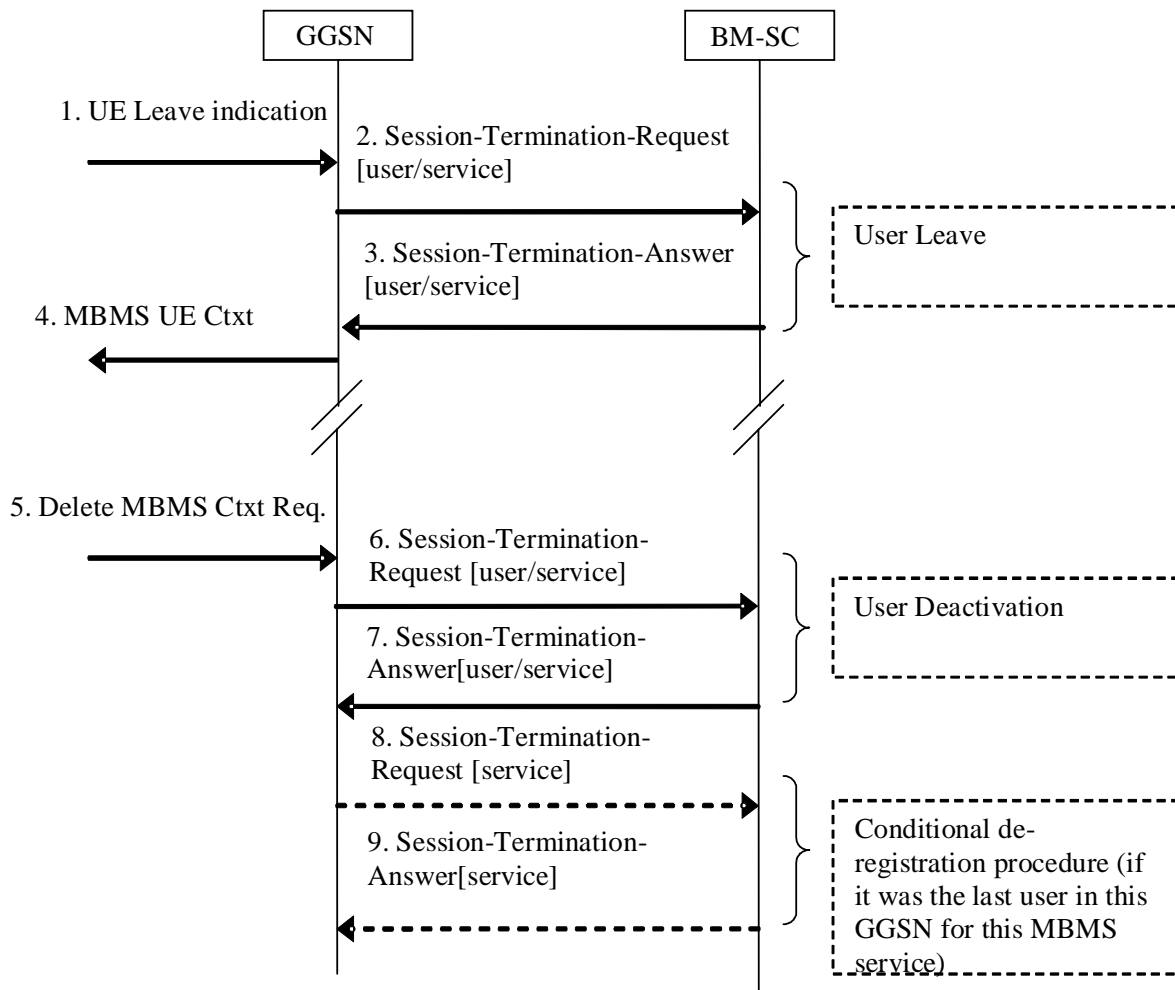 GGSN
BM-SC
1. UE Leave indication
2. Session-Termination-Request
[user/service]
3. Session-Termination-Answer
[user/service]
User Leave
4. MBMS UE Ctxt
5. Delete MBMS Ctxt Req.
6. Session-Termination-
Request [user/service]
7. Session-Termination-
Answer[user/service]
User Deactivation
8. Session-Termination-
Request [service]
9. Session-Termination-
Answer[service]
Conditional de-
registration procedure (if
it was the last user in this
GGSN for this MBMS
service)